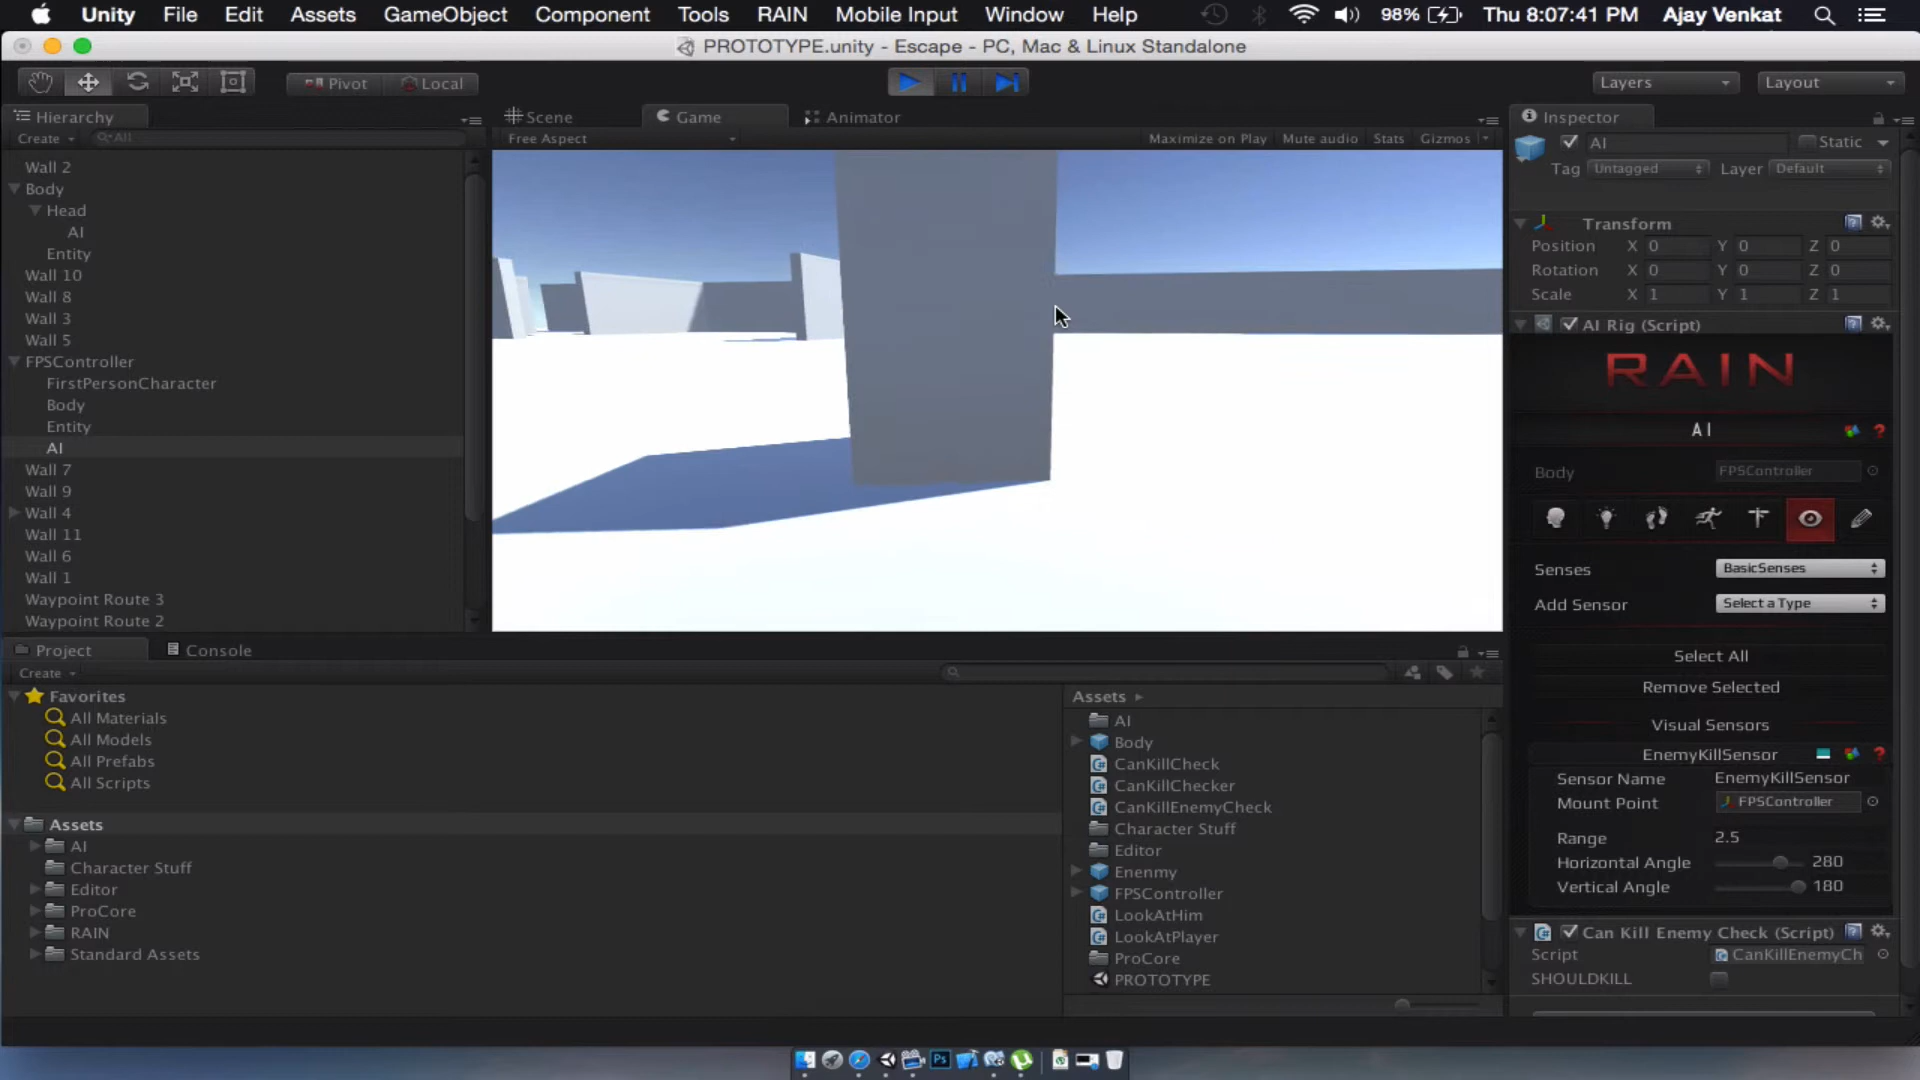 Unity File Edit Assets GameObject Component Tools RAIN Mobile Input Window Help 98% Thu 8:07:41 PM Ajay Venkat
PROTOTYPE.unity - Escape - PC, Mac & Linux Standalone
Pivot Local Layers Layout
Hierarchy
Create All
Wall 2
Body
Head
AI
Entity
Wall 10
Wall 8
Wall 3
Wall 5
FPSController
FirstPersonCharacter
Body
Entity
AI
Wall 7
Wall 9
Wall 4
Wall 11
Wall 6
Wall 1
Waypoint Route 3
Waypoint Route 2
Scene Game Animator
Free Aspect Maximize on Play Mute audio Stats Gizmos
Inspector
AI Static
Tag Untagged Layer Default
Transform
Position X 0 Y 0 Z 0
Rotation X 0 Y 0 Z 0
Scale X 1 Y 1 Z 1
AI Rig (Script)
RAIN
AI
Body FPSController
Senses BasicSenses
Add Sensor Select a Type
Select All
Remove Selected
Visual Sensors
EnemyKillSensor
Sensor Name EnemyKillSensor
Mount Point FPSController
Range 2.5
Horizontal Angle 280
Vertical Angle 180
Can Kill Enemy Check (Script)
Script CanKillEnemyCh
SHOULDKILL
Project Console
Create
Favorites
All Materials
All Models
All Prefabs
All Scripts
Assets
AI
Character Stuff
Editor
ProCore
RAIN
Standard Assets
Assets
AI
Body
CanKillCheck
CanKillChecker
CanKillEnemyCheck
Character Stuff
Editor
Enenmy
FPSController
LookAtHim
LookAtPlayer
ProCore
PROTOTYPE
Ps